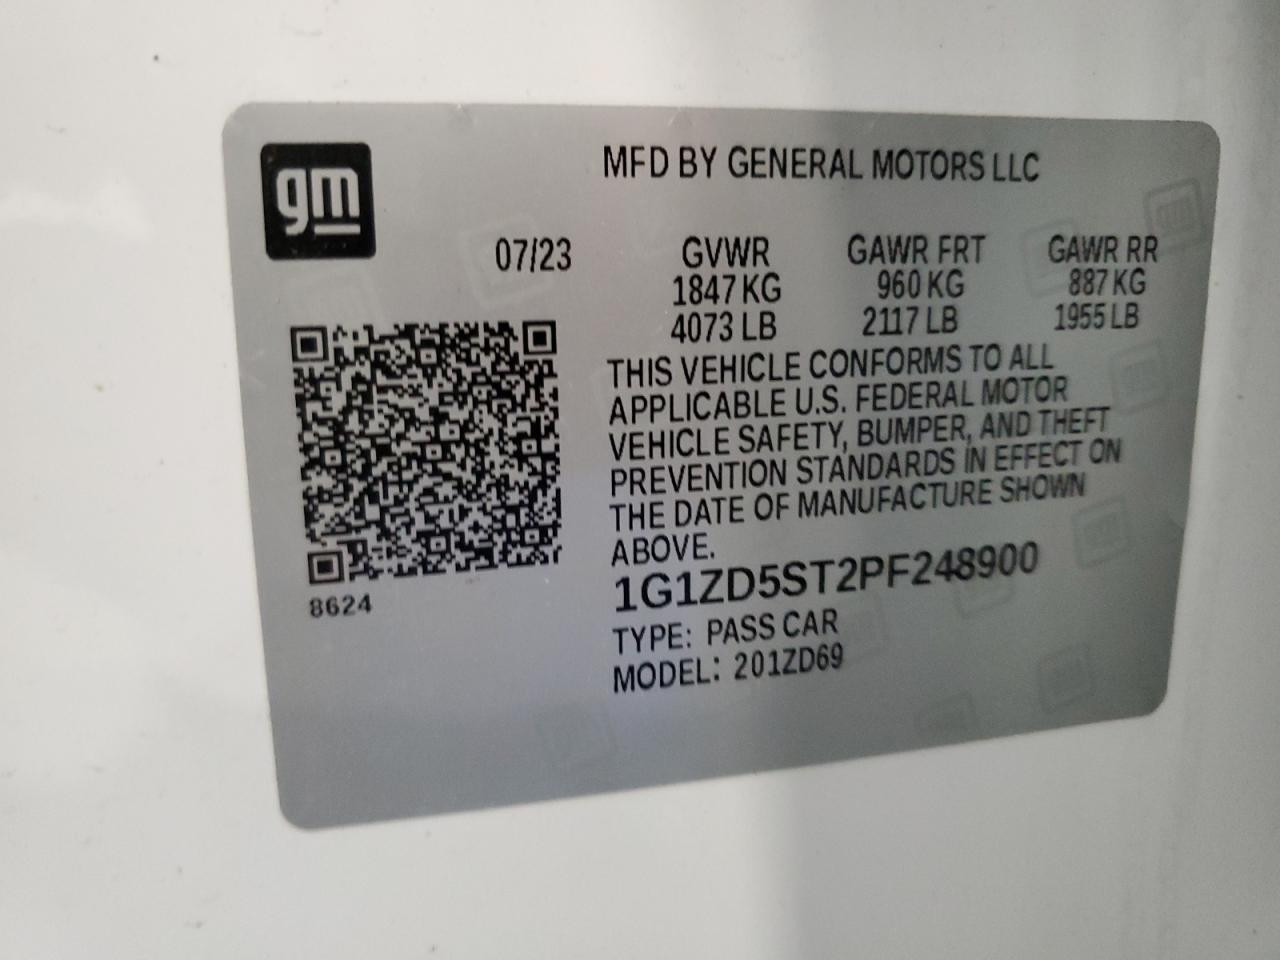 gm
MFD BY GENERAL MOTORS LLC
07/23 GVWR GAWR FRT GAWR RR
1847 KG 960 KG 887 KG
4073 LB 2117 LB 1955 LB
THIS VEHICLE CONFORMS TO ALL
APPLICABLE U.S. FEDERAL MOTOR
VEHICLE SAFETY, BUMPER, AND THEFT
PREVENTION STANDARDS IN EFFECT ON
THE DATE OF MANUFACTURE SHOWN
ABOVE.
1G1ZD5ST2PF248900
8624
TYPE: PASS CAR
MODEL: 201ZD69